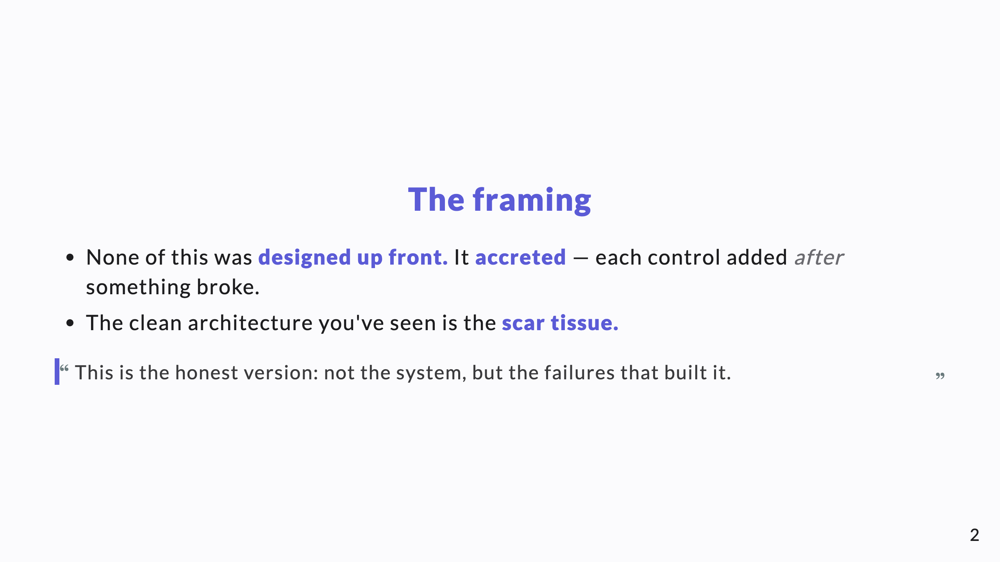 The framing
• None of this was designed up front. It accreted — each control added after
something broke.
• The clean architecture you've seen is the scar tissue.
“ This is the honest version: not the system, but the failures that built it. ”
2